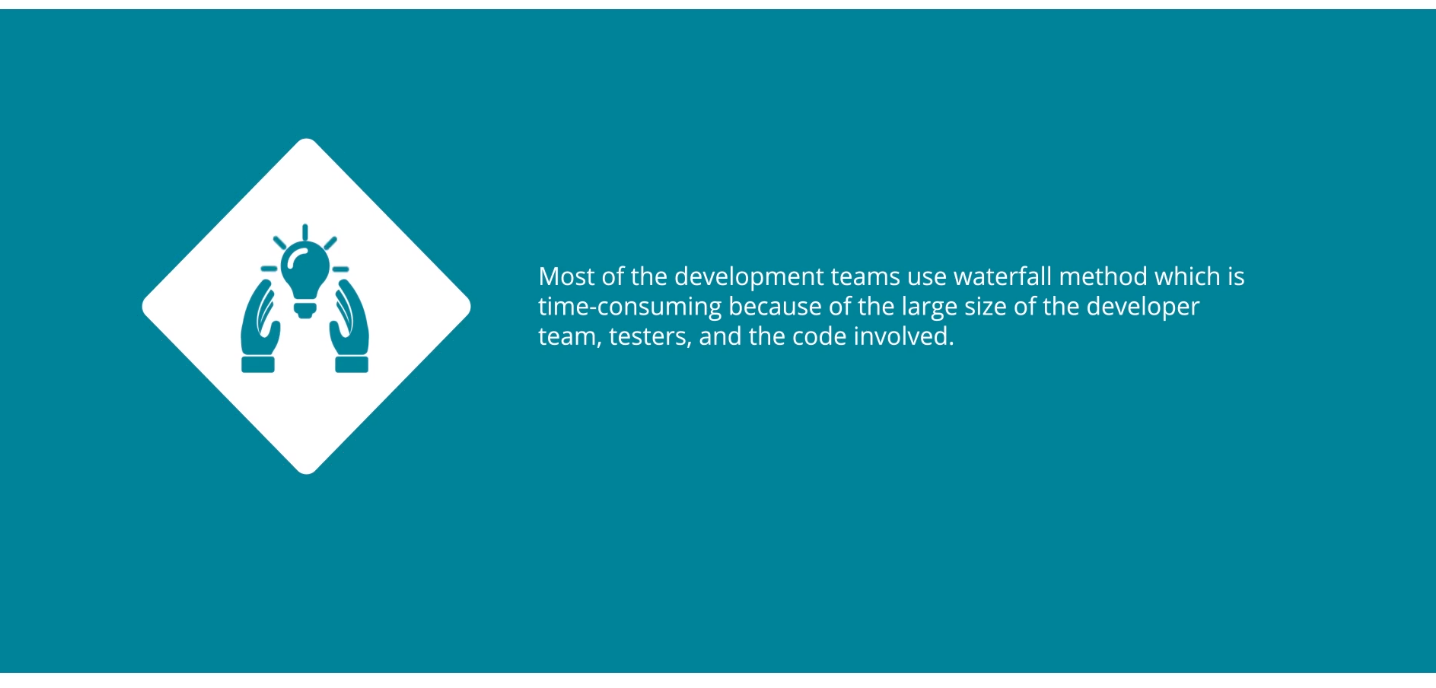 Most of the development teams use waterfall method which is
time-consuming because of the large size of the developer
team, testers, and the code involved.